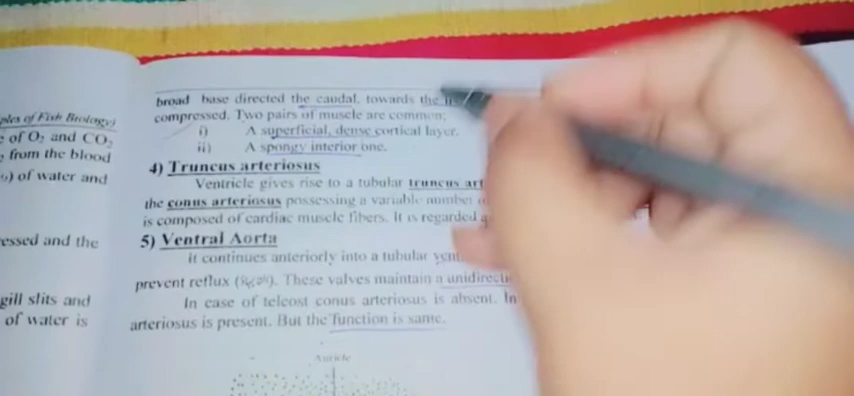 ples of Fish Biology)
of O₂ and CO₂
from the blood
of water and
essed and the
gill slits and
of water is
broad base directed the caudal, towards the
compressed. Two pairs of muscle are common;
i) A superficial, dense cortical layer.
ii) A spongy interior one.
4) Truncus arteriosus
Ventricle gives rise to a tubular truncus art
the conus arteriosus possessing a variable number
is composed of cardiac muscle fibers. It is regarded
5) Ventral Aorta
it continues anteriorly into a tubular ven
prevent reflux These valves maintain a unidirecti
In case of teleost conus arteriosus is absent. In
arteriosus is present. But the function is same.
Auricle